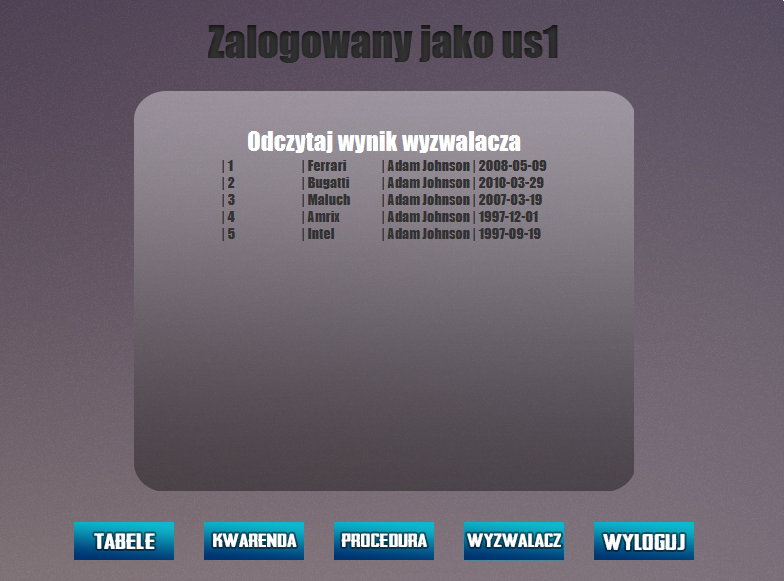 Zalogowany jako us1
Odczytaj wynik wyzwalacza
| 1 | Ferrari | Adam Johnson | 2008-05-09
| 2 | Bugatti | Adam Johnson | 2010-03-29
| 3 | Maluch | Adam Johnson | 2007-03-19
| 4 | Amrix | Adam Johnson | 1997-12-01
| 5 | Intel | Adam Johnson | 1997-09-19
TABELE KWARENDA PROCEDURA WYZWALACZ WYLOGUJ